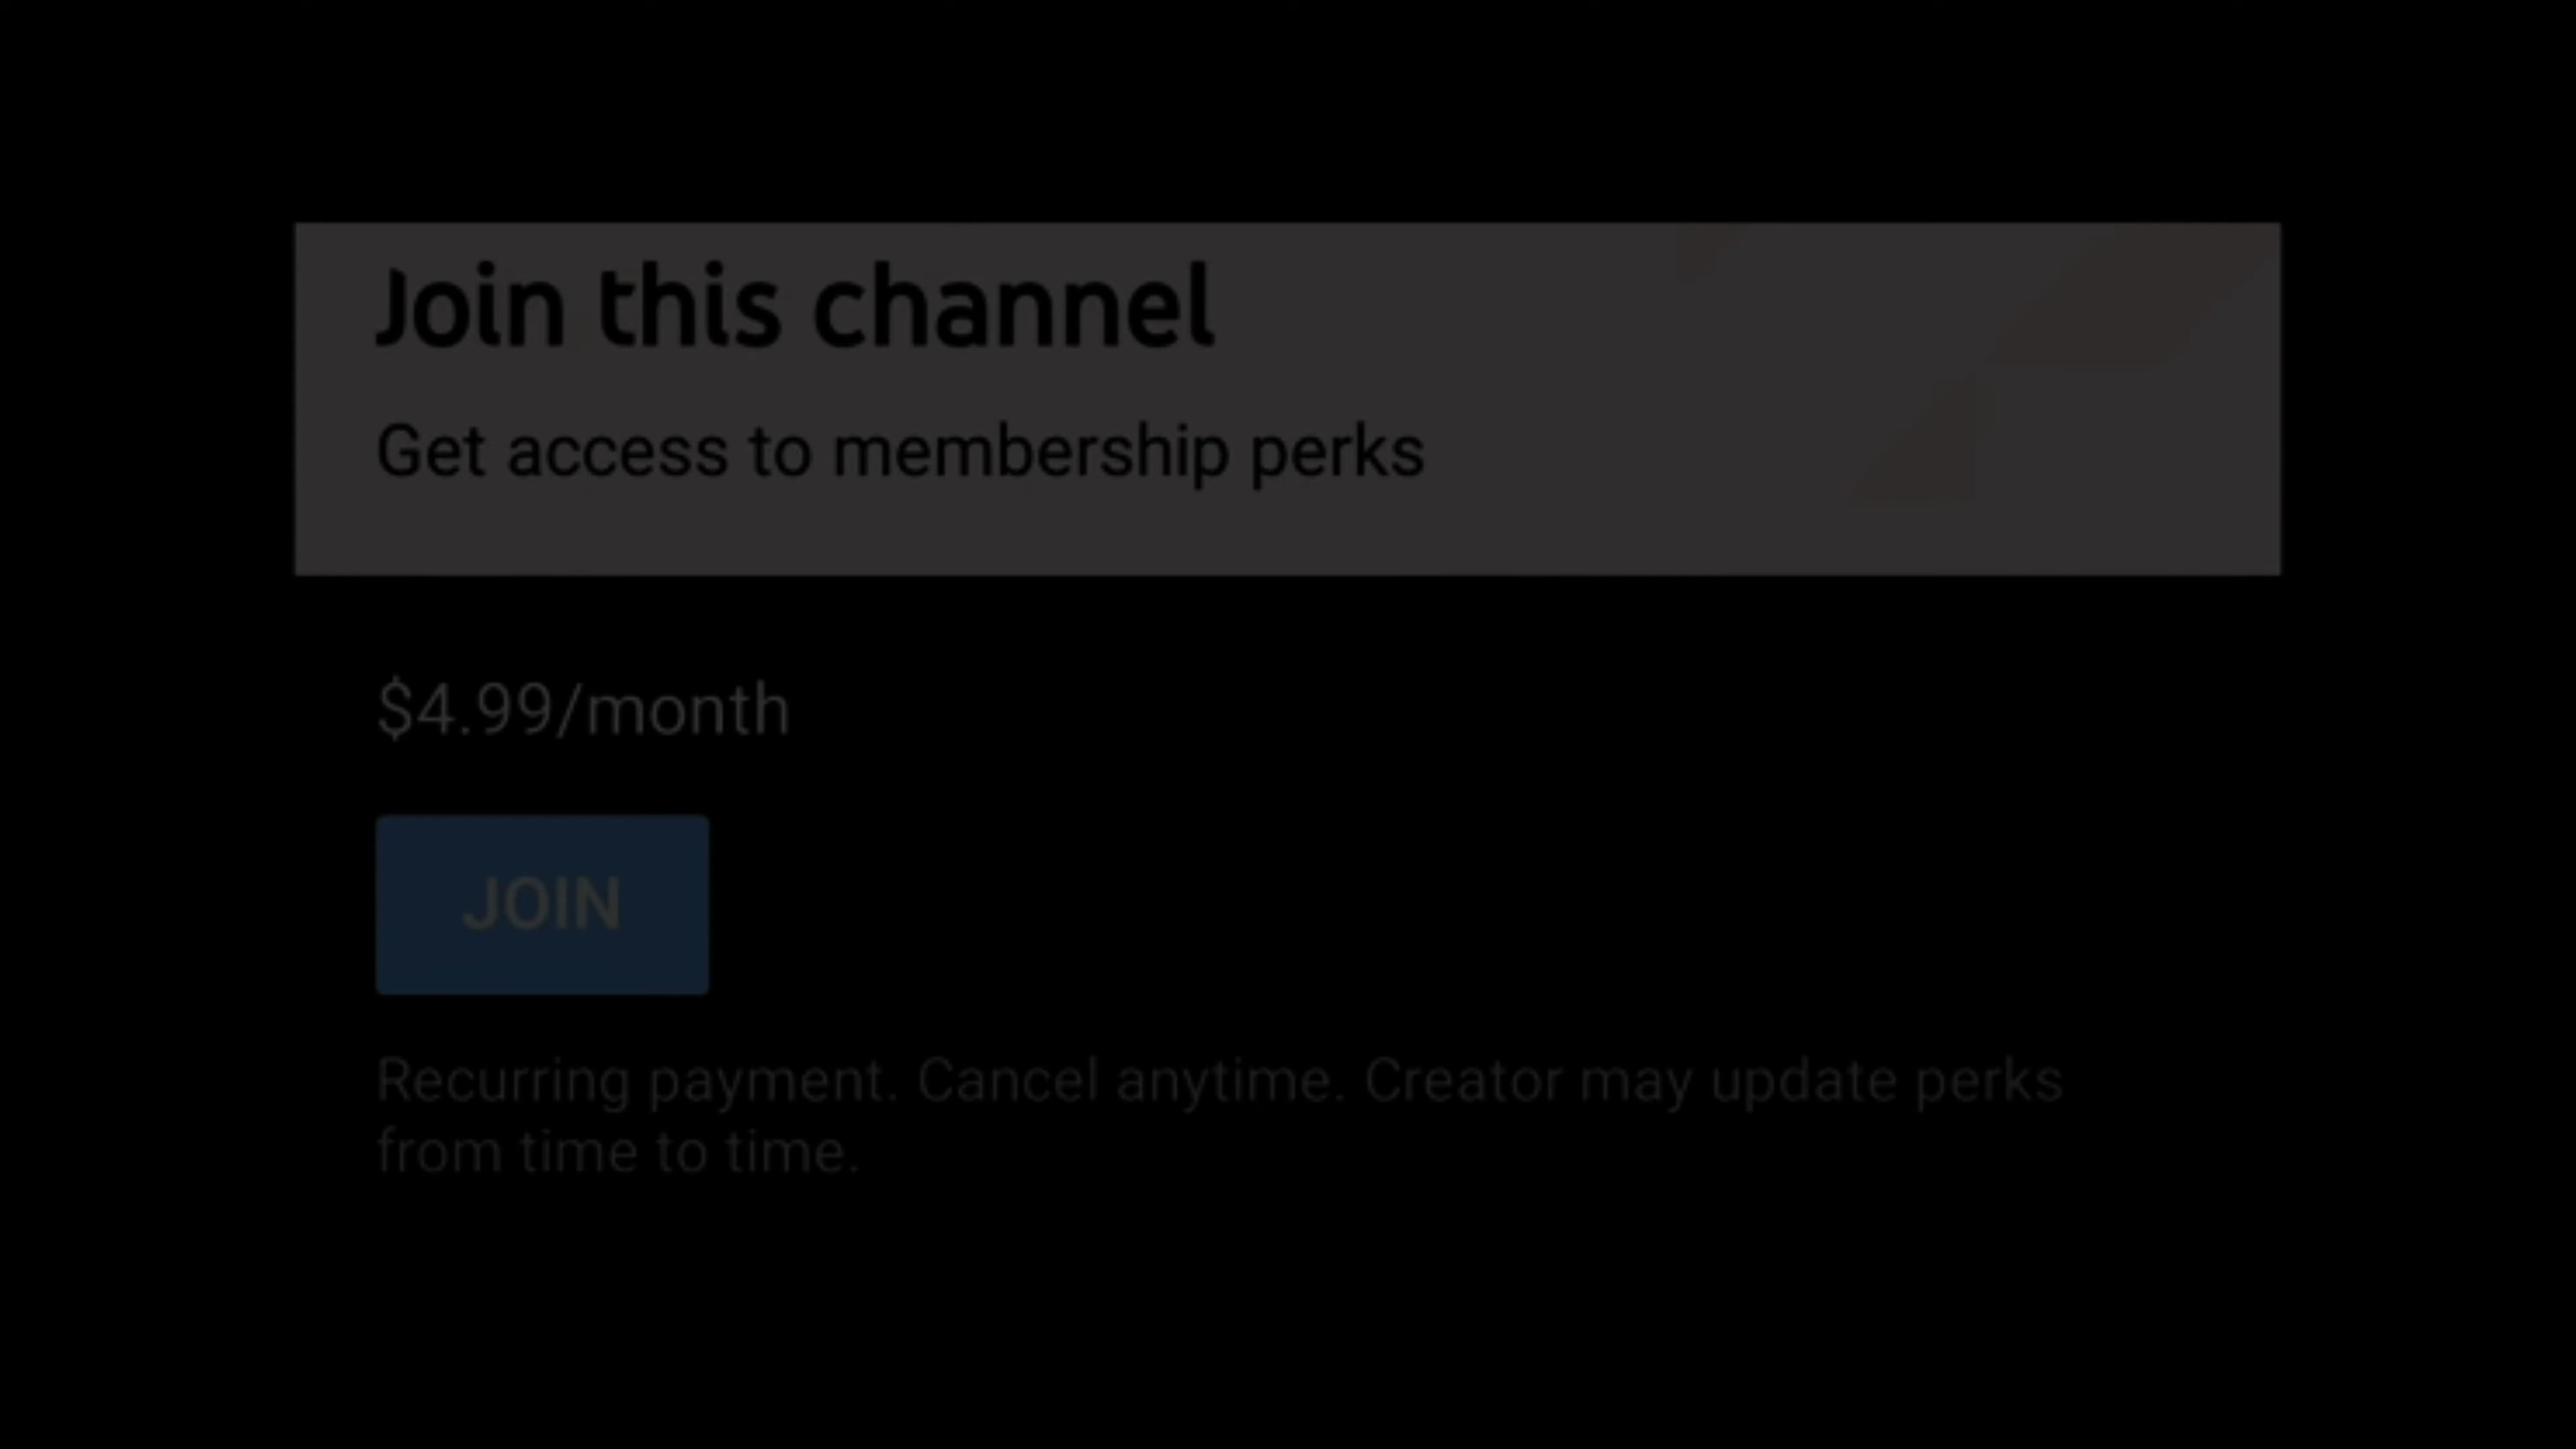 Join this channel
Get access to membership perks
$4.99/month
JOIN
Recurring payment. Cancel anytime. Creator may update perks
from time to time.